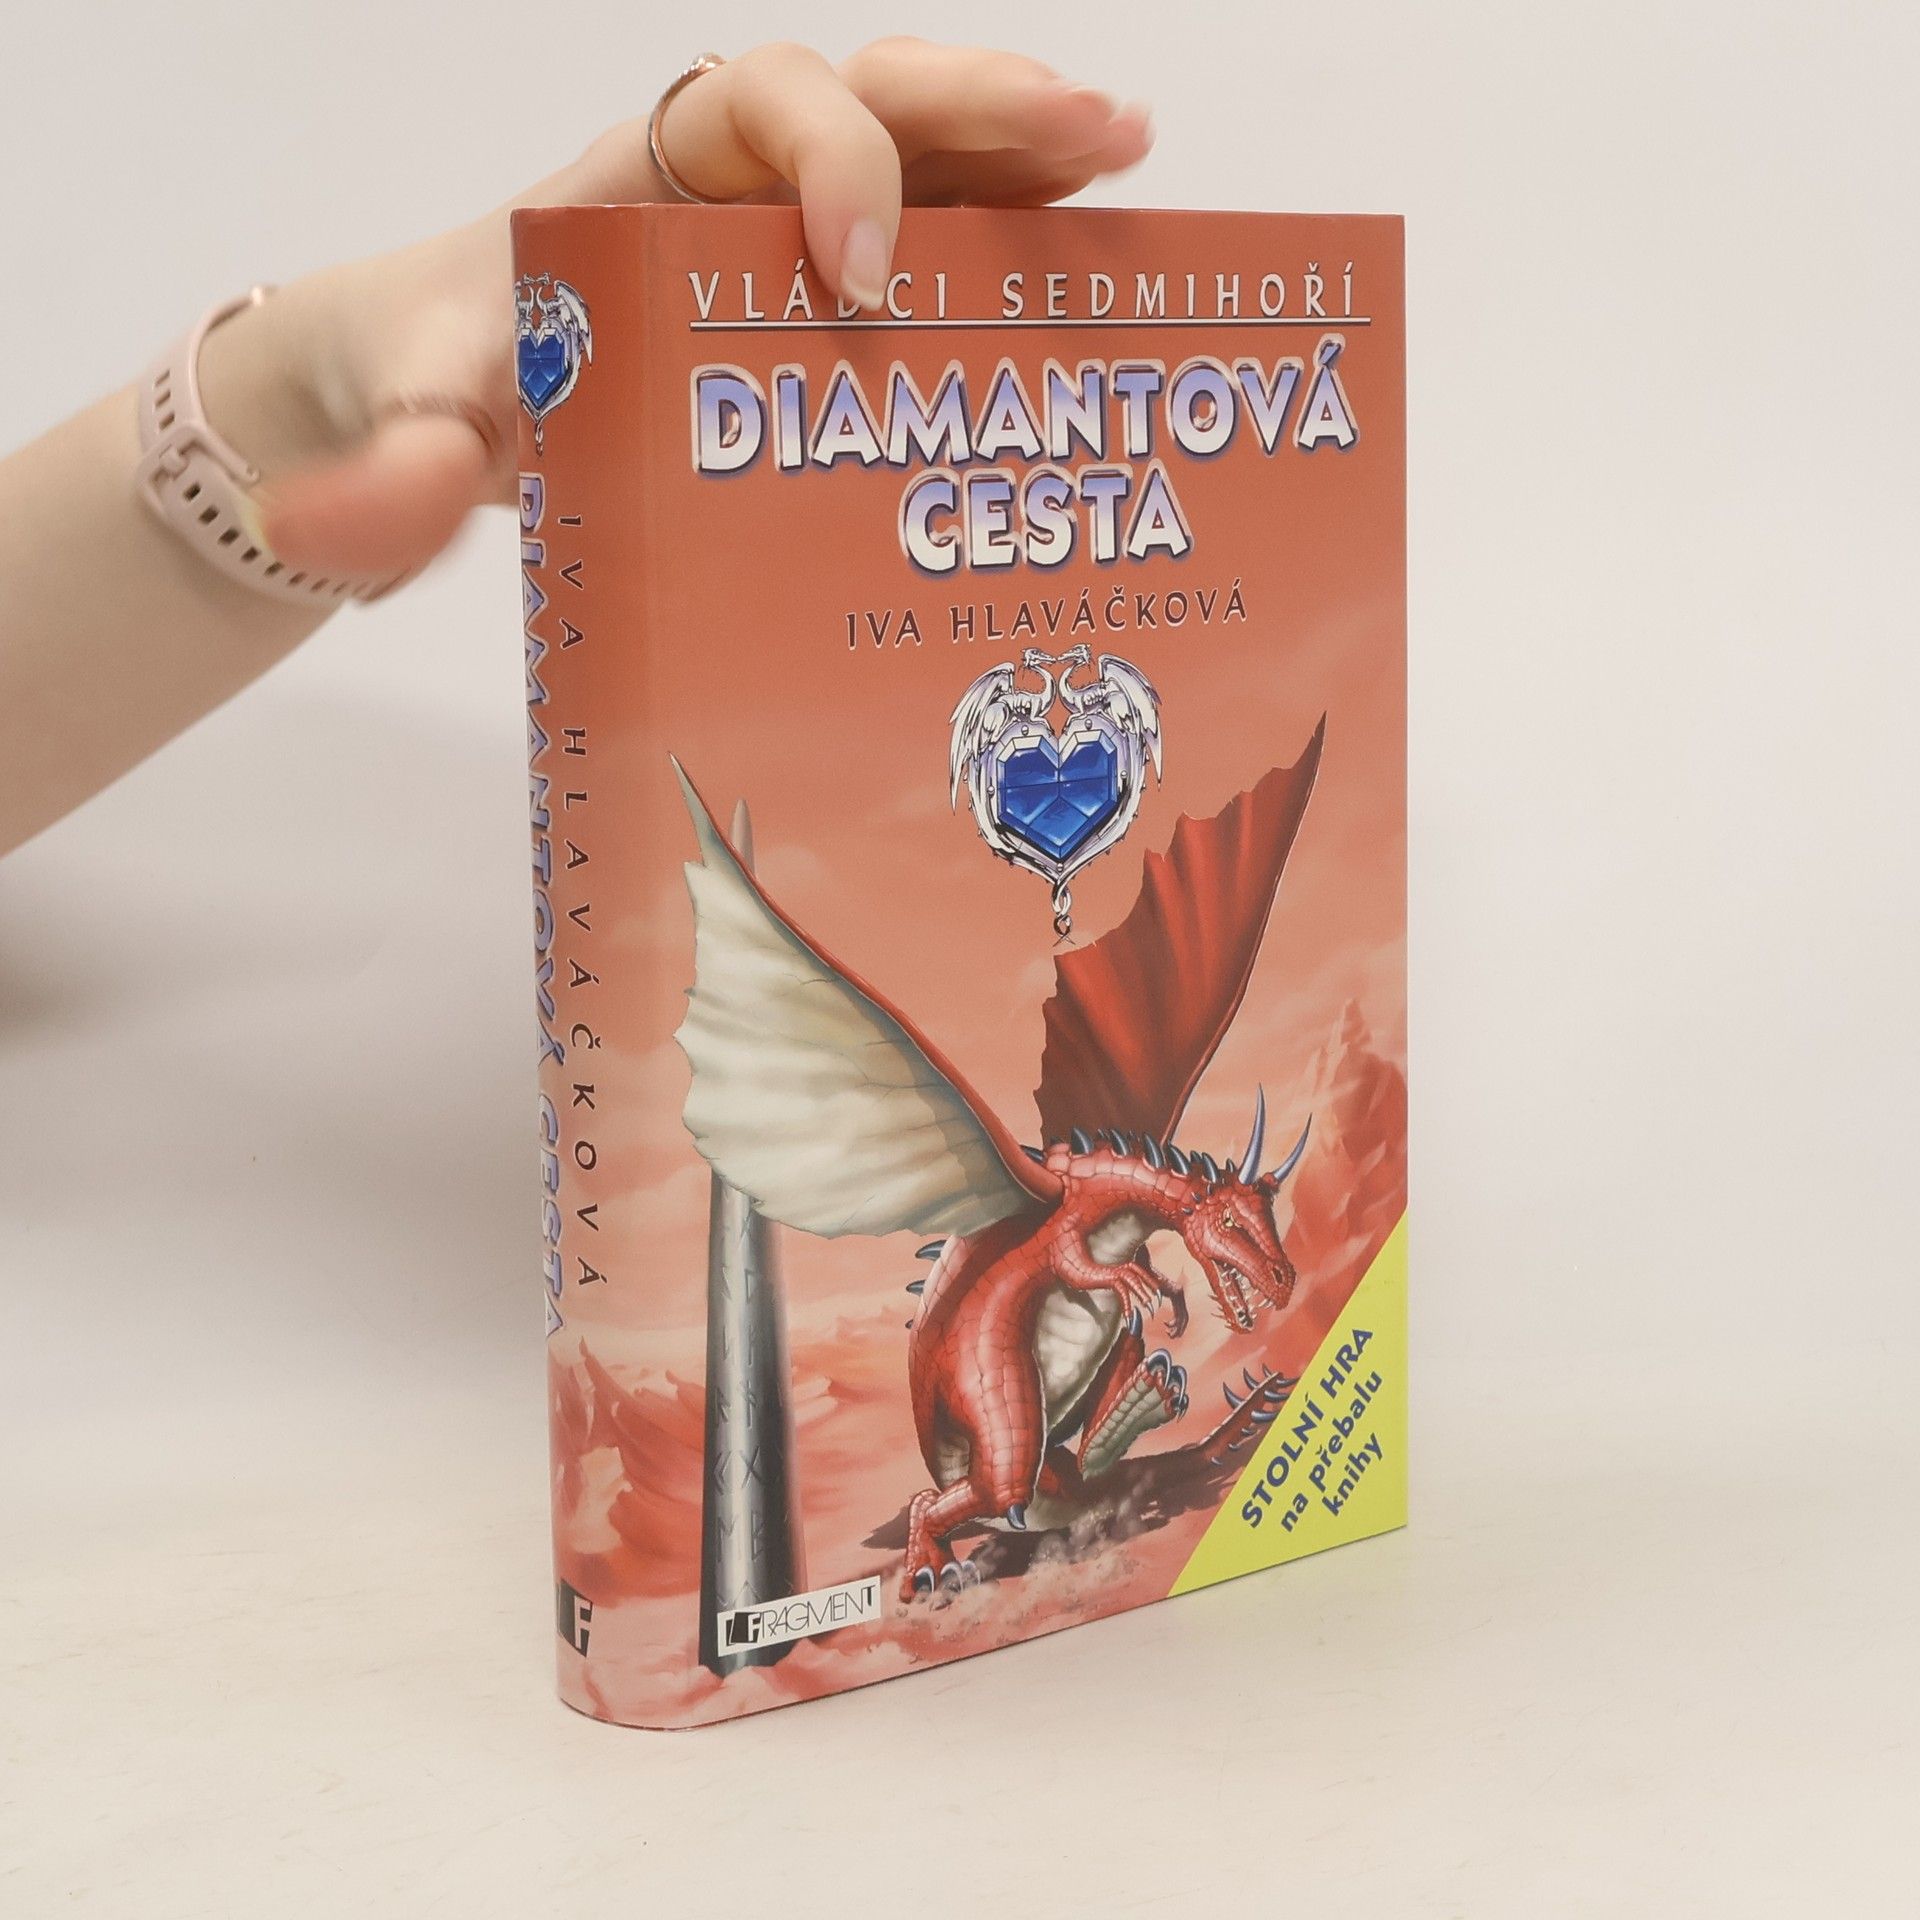 VLÁDCI SEDMIHOŘÍ
DIAMANTOVÁ
CESTA
IVA HLAVÁČKOVÁ
STOLNÍ HRA
na přebalu
knihy
FRAGMENT
IVA HLAVÁČKOVÁ
DIAMANTOVÁ CESTA